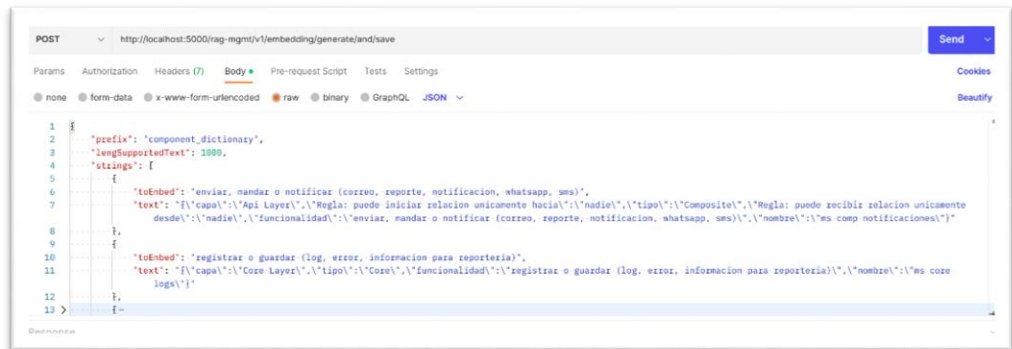 POST http://localhost:5000/rag-mgmt/v1/embedding/generate/and/save Send
Params Authorization Headers (7) Body Pre-request Script Tests Settings Cookies
none form-data x-www-form-urlencoded raw binary GraphQL JSON Beautify
1 {
2 "prefix": "component_dictionary",
3 "lengSupportedText": 1000,
4 "strings": [
5 {
6 "toEmbed": "enviar, mandar o notificar (correo, reporte, notificacion, whatsapp, sms)",
7 "text": "{\"capa\":\"Api Layer\",\"Regla: puede iniciar relacion unicamente hacia\":\"nadie\",\"tipo\":\"Composite\",\"Regla: puede recibir relacion unicamente
desde\":\"nadie\",\"funcionalidad\":\"enviar, mandar o notificar (correo, reporte, notificacion, whatsapp, sms)\",\"nombre\":\"ms comp notificaciones\"}"
8 },
9 {
10 "toEmbed": "registrar o guardar (log, error, informacion para reporteria)",
11 "text": "{\"capa\":\"Core Layer\",\"tipo\":\"Core\",\"funcionalidad\":\"registrar o guardar (log, error, informacion para reporteria)\",\"nombre\":\"ms core
logs\"}"
12 },
13 {
Response